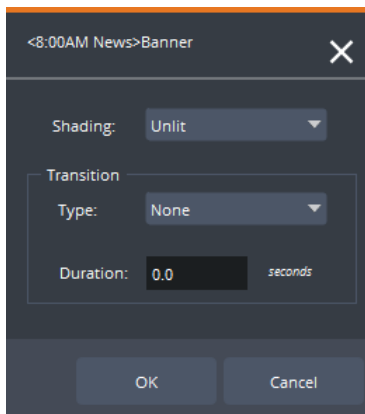 <8:00AM News>Banner
Shading: Unlit
Transition
Type: None
Duration: 0.0 seconds
OK Cancel